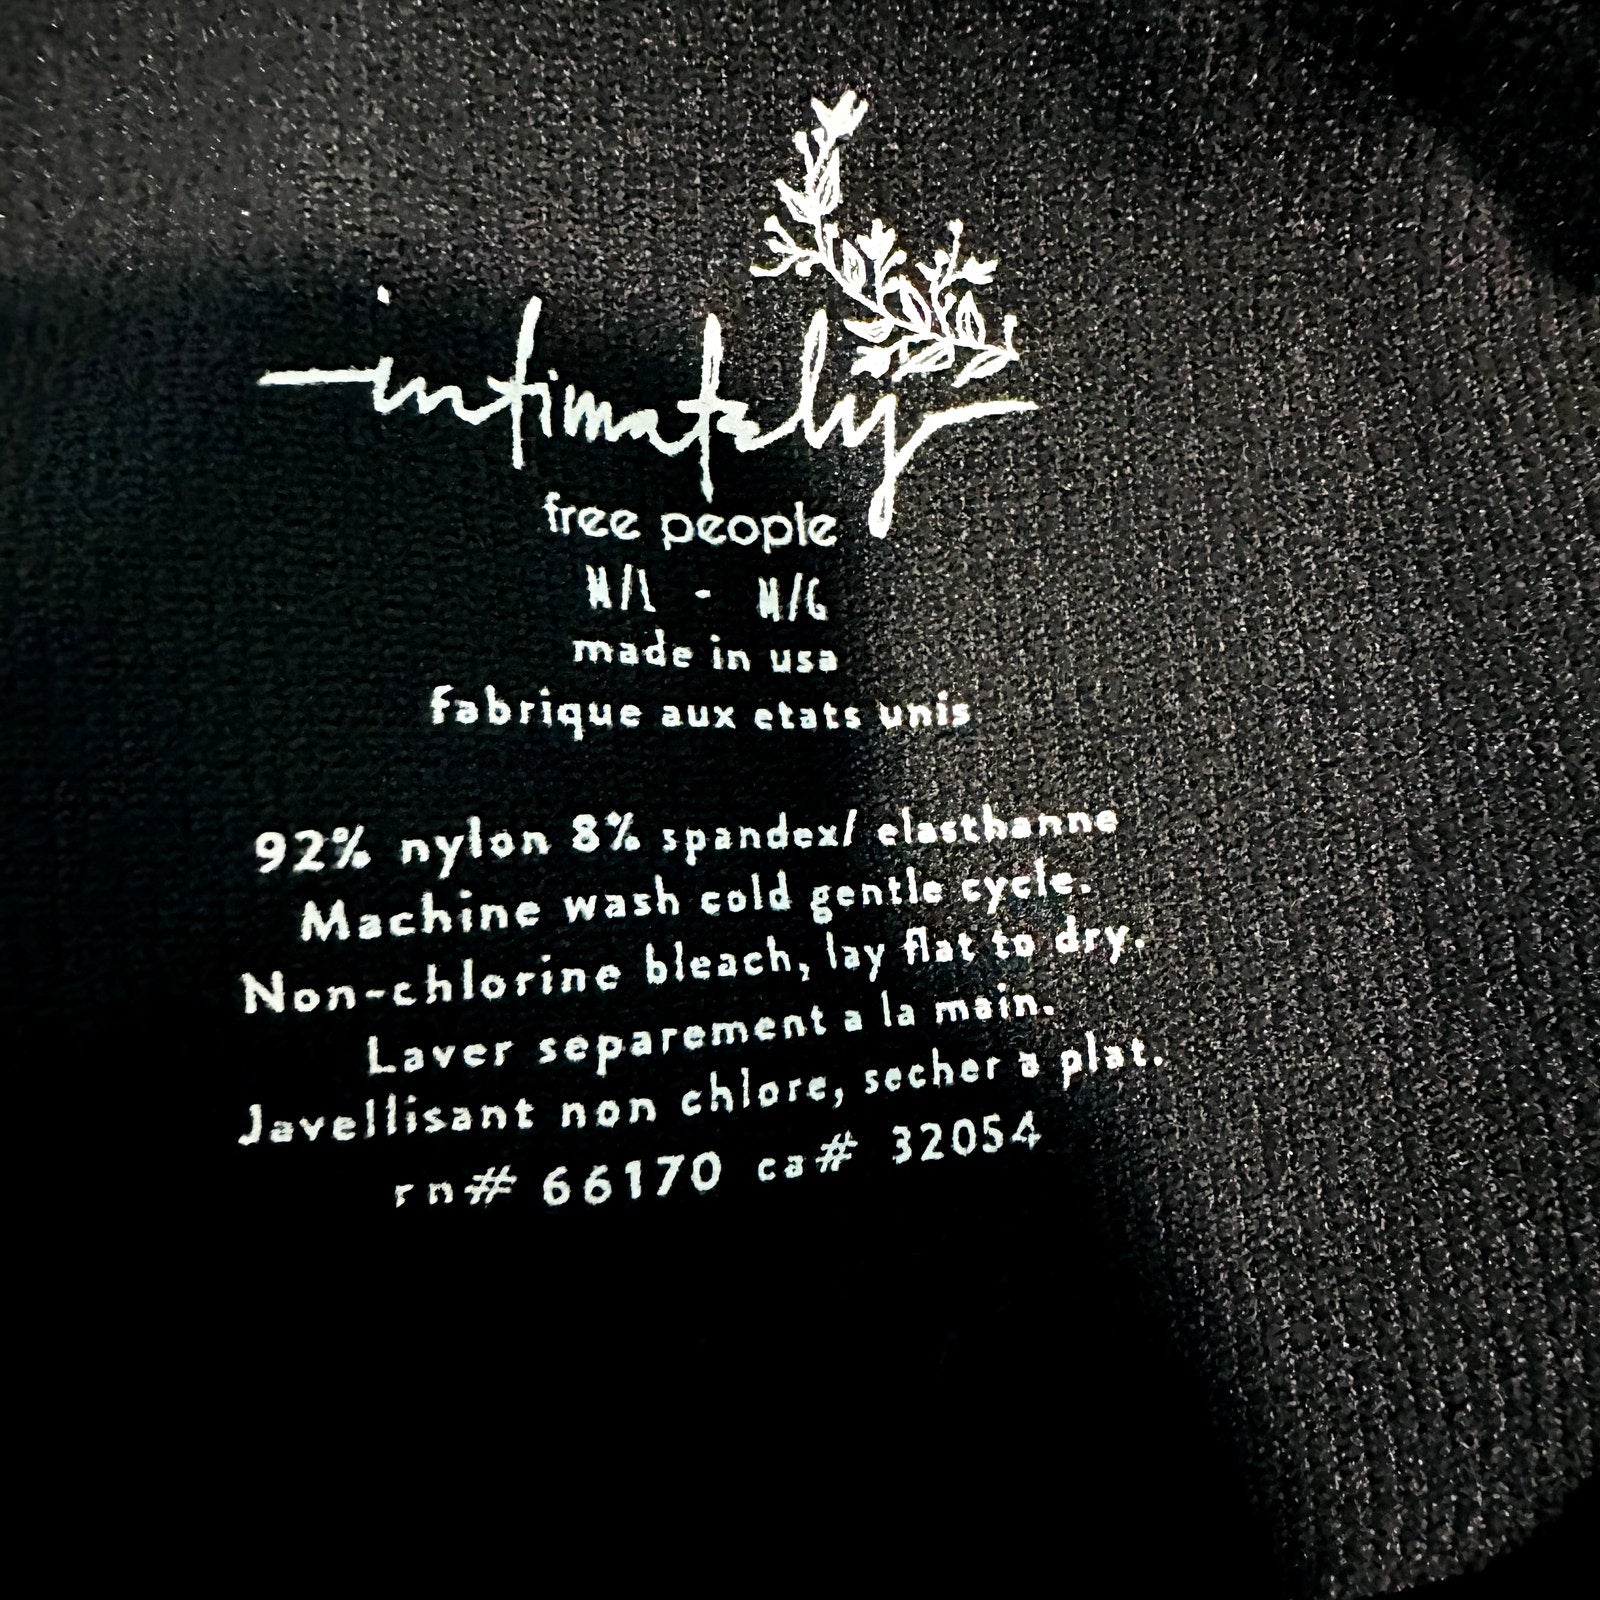 intimately
free people
M/L - M/G
made in usa
fabrique aux etats unis
92% nylon 8% spandex/ elasthanne
Machine wash cold gentle cycle.
Non-chlorine bleach, lay flat to dry.
Laver separement a la main.
Javellisant non chlore, secher a plat.
rn# 66170 ca# 32054